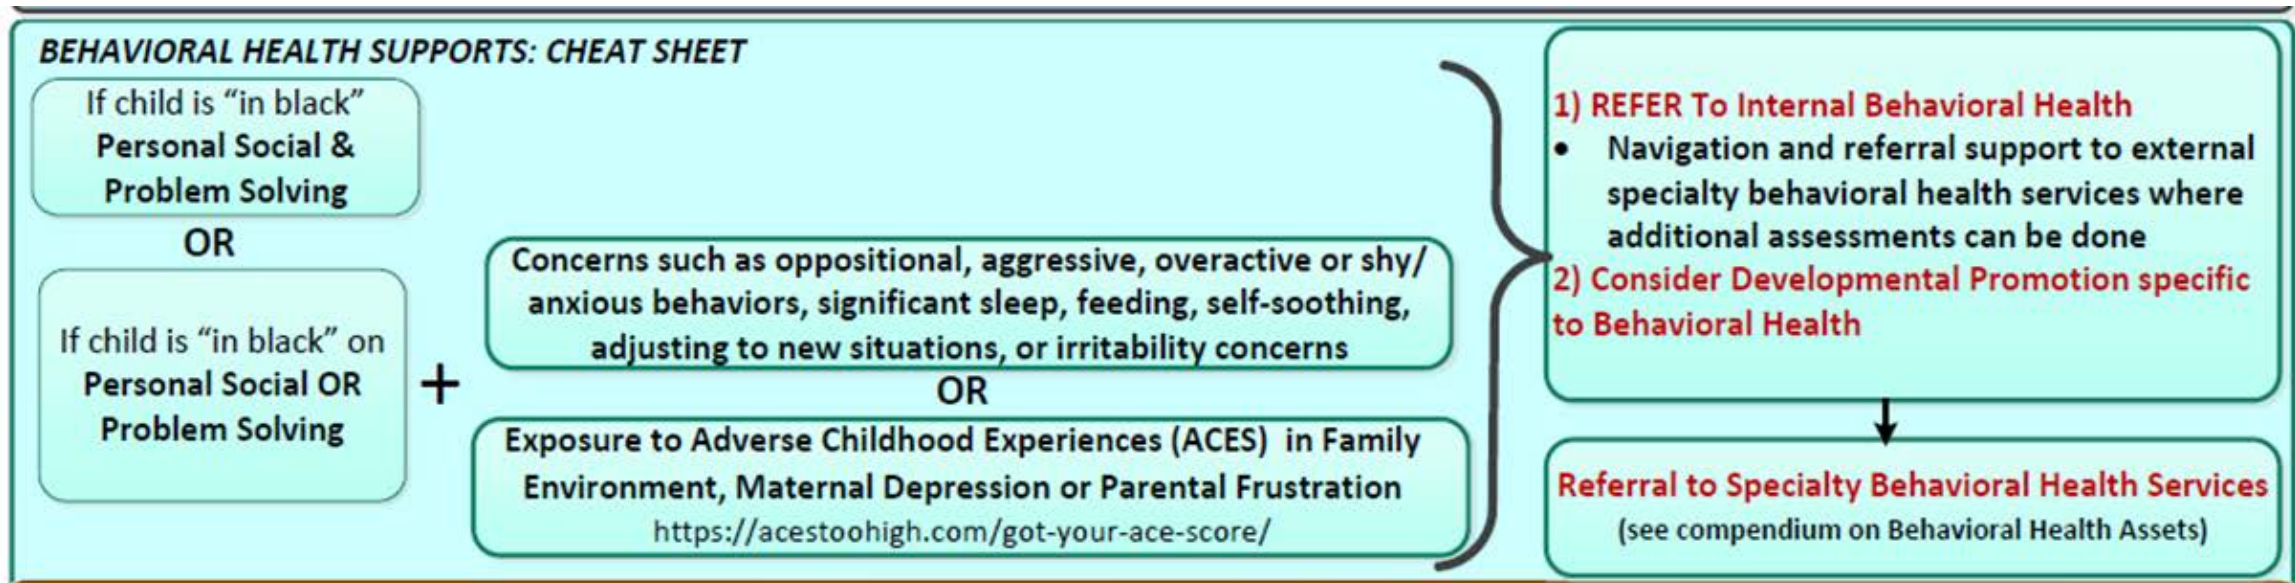 BEHAVIORAL HEALTH SUPPORTS: CHEAT SHEET
If child is “in black”
Personal Social &
Problem Solving
OR
If child is “in black” on
Personal Social OR
Problem Solving
+
Concerns such as oppositional, aggressive, overactive or shy/
anxious behaviors, significant sleep, feeding, self-soothing,
adjusting to new situations, or irritability concerns
OR
Exposure to Adverse Childhood Experiences (ACES) in Family
Environment, Maternal Depression or Parental Frustration
https://acestoohigh.com/got-your-ace-score/
1) REFER To Internal Behavioral Health
• Navigation and referral support to external
specialty behavioral health services where
additional assessments can be done
2) Consider Developmental Promotion specific
to Behavioral Health
Referral to Specialty Behavioral Health Services
(see compendium on Behavioral Health Assets)